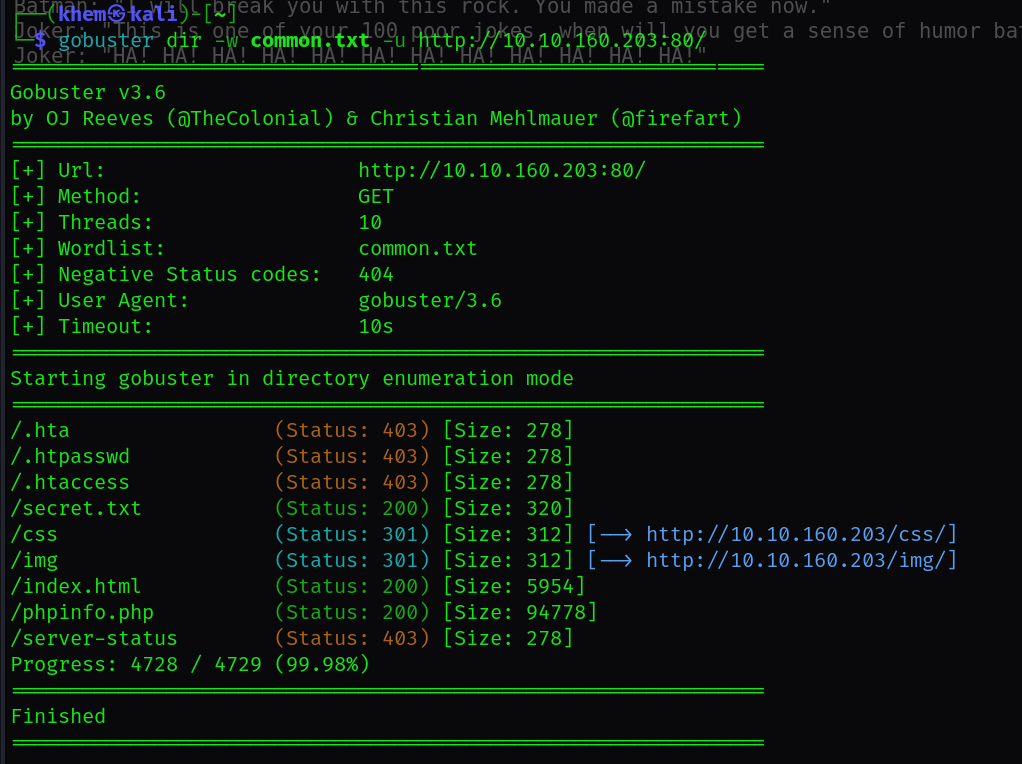 Batman: "I will break you with this rock. You made a mistake now."
┌──(khem㉿kali)-[~]
Joker: "This is one of your 100 poor jokes, when will you get a sense of humor bat
└─$ gobuster dir -w common.txt -u http://10.10.160.203:80/
Joker: "HA! HA! HA! HA! HA! HA! HA! HA! HA! HA! HA! HA!"
===============================================================
Gobuster v3.6
by OJ Reeves (@TheColonial) & Christian Mehlmauer (@firefart)
===============================================================
[+] Url:                     http://10.10.160.203:80/
[+] Method:                  GET
[+] Threads:                 10
[+] Wordlist:                common.txt
[+] Negative Status codes:   404
[+] User Agent:              gobuster/3.6
[+] Timeout:                 10s
===============================================================
Starting gobuster in directory enumeration mode
===============================================================
/.hta                 (Status: 403) [Size: 278]
/.htpasswd            (Status: 403) [Size: 278]
/.htaccess            (Status: 403) [Size: 278]
/secret.txt           (Status: 200) [Size: 320]
/css                  (Status: 301) [Size: 312] [--> http://10.10.160.203/css/]
/img                  (Status: 301) [Size: 312] [--> http://10.10.160.203/img/]
/index.html           (Status: 200) [Size: 5954]
/phpinfo.php          (Status: 200) [Size: 94778]
/server-status        (Status: 403) [Size: 278]
Progress: 4728 / 4729 (99.98%)
===============================================================
Finished
===============================================================